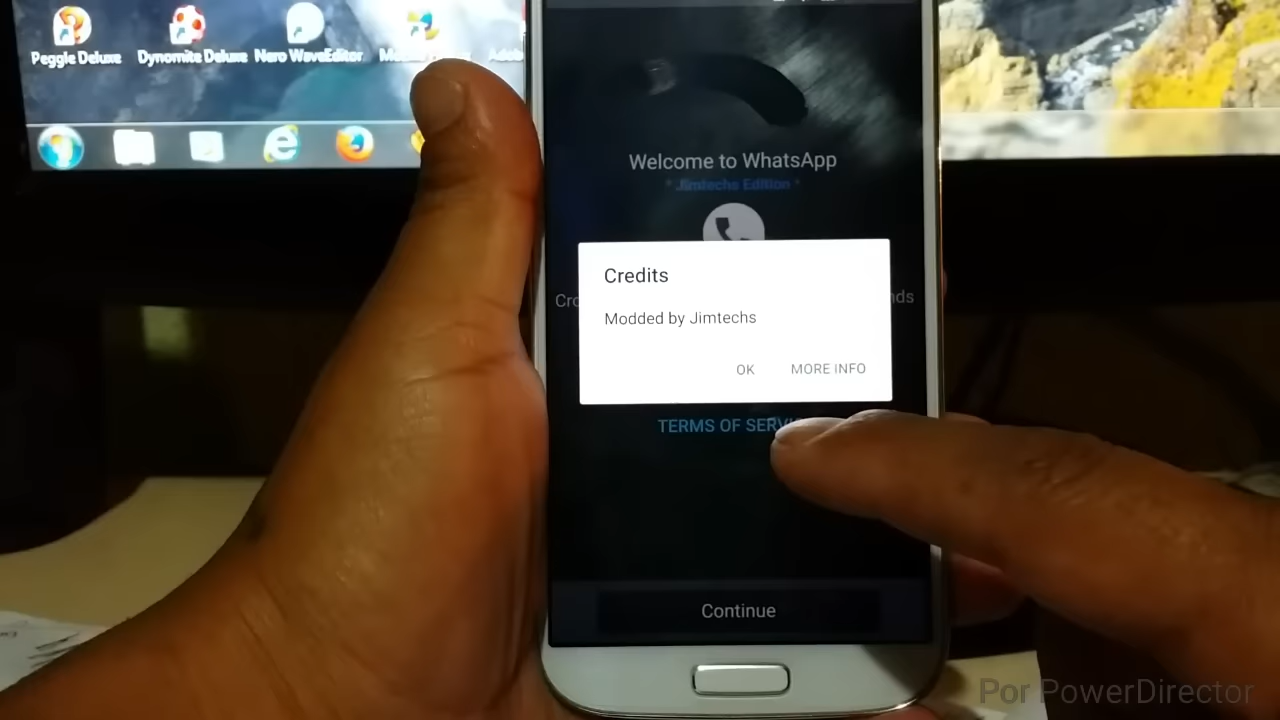 Peggle Deluxe
Dynomite Deluxe
Nero WaveEditor
Welcome to WhatsApp
* Jimtechs Edition *
Credits
Modded by Jimtechs
OK
MORE INFO
TERMS OF
Continue
Por PowerDirector